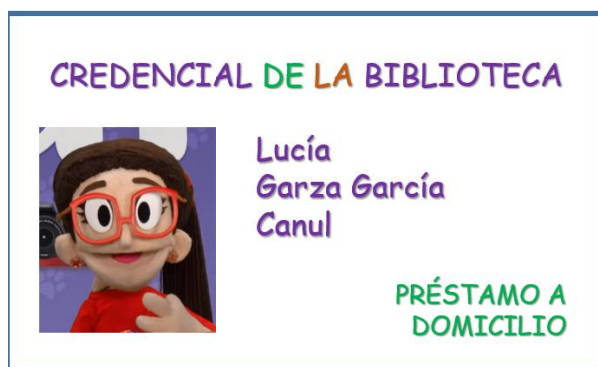 CREDENCIAL DE LA BIBLIOTECA
Lucía
Garza García
Canul
PRÉSTAMO A
DOMICILIO